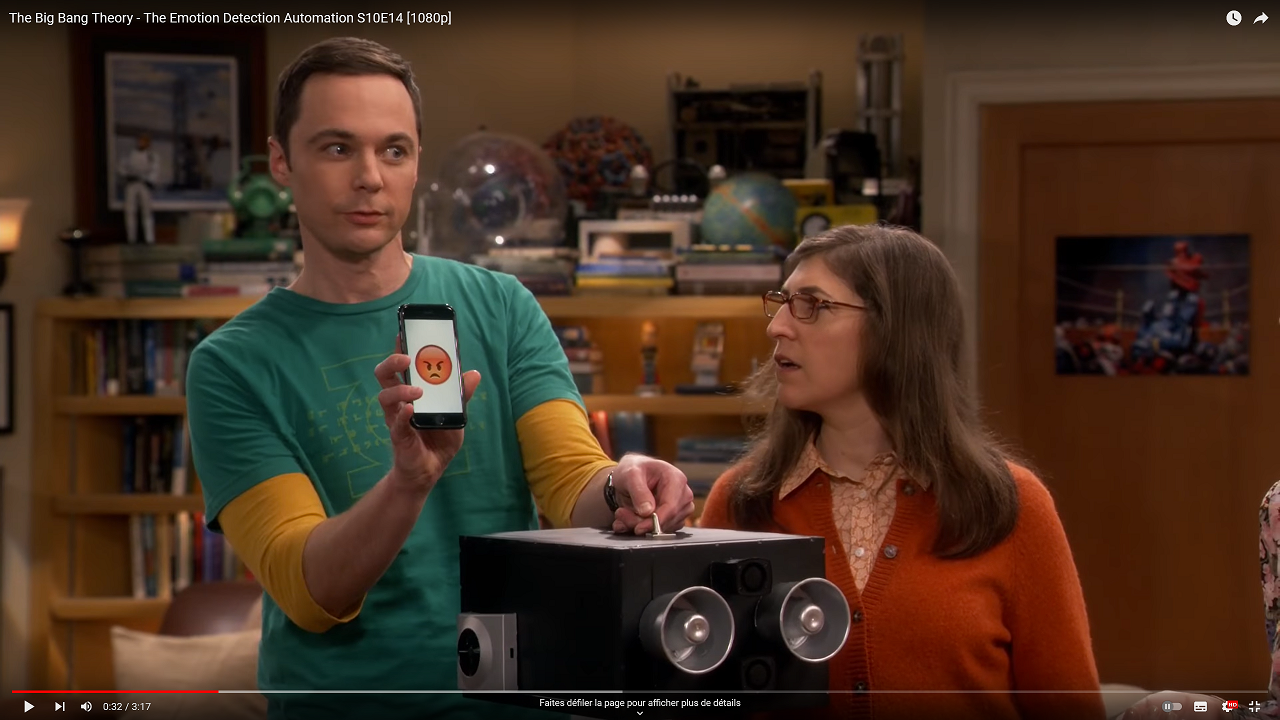 The Big Bang Theory - The Emotion Detection Automation S10E14 [1080p]
0:32 / 3:17
Faites défiler la page pour afficher plus de détails
HD